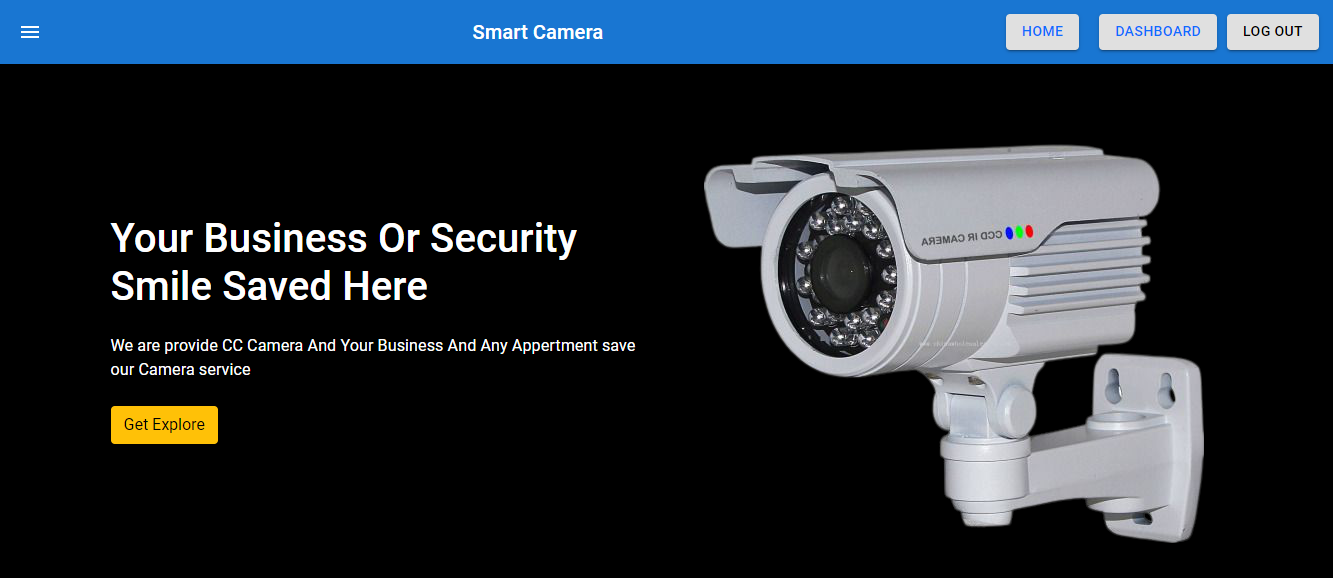 Smart Camera
HOME
DASHBOARD
LOG OUT
Your Business Or Security
Smile Saved Here
We are provide CC Camera And Your Business And Any Appertment save
our Camera service
Get Explore
CCD IR CAMERA